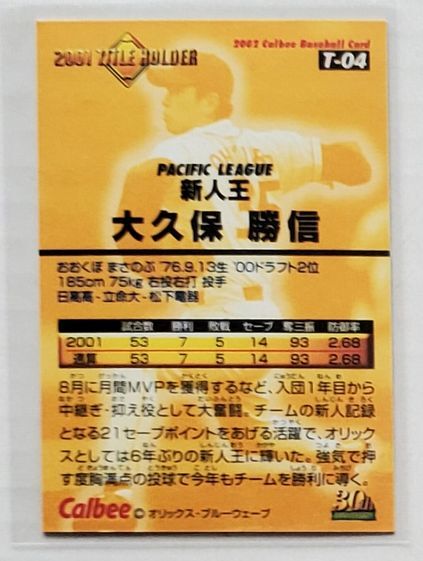 2001 TITLE HOLDER
2002 Calbee Baseball Card
T-04
PACIFIC LEAGUE
新人王
大久保 勝信
おおくぼ まさのぶ '76.9.13生 '00ドラフト2位
185cm 75kg 右投右打 投手
日高高-立命大-松下電器
試合数 勝利 敗戦 セーブ 奪三振 防御率
2001 53 7 5 14 93 2.68
通算 53 7 5 14 93 2.68
8月に月間MVPを獲得するなど、入団1年目から
中継ぎ・抑え役として大奮闘。チームの新人記録
となる21セーブポイントをあげる活躍で、オリック
スとしては6年ぶりの新人王に輝いた。強気で押
す度胸満点の投球で今年もチームを勝利に導く。
Calbee © オリックス・ブルーウェーブ
30th